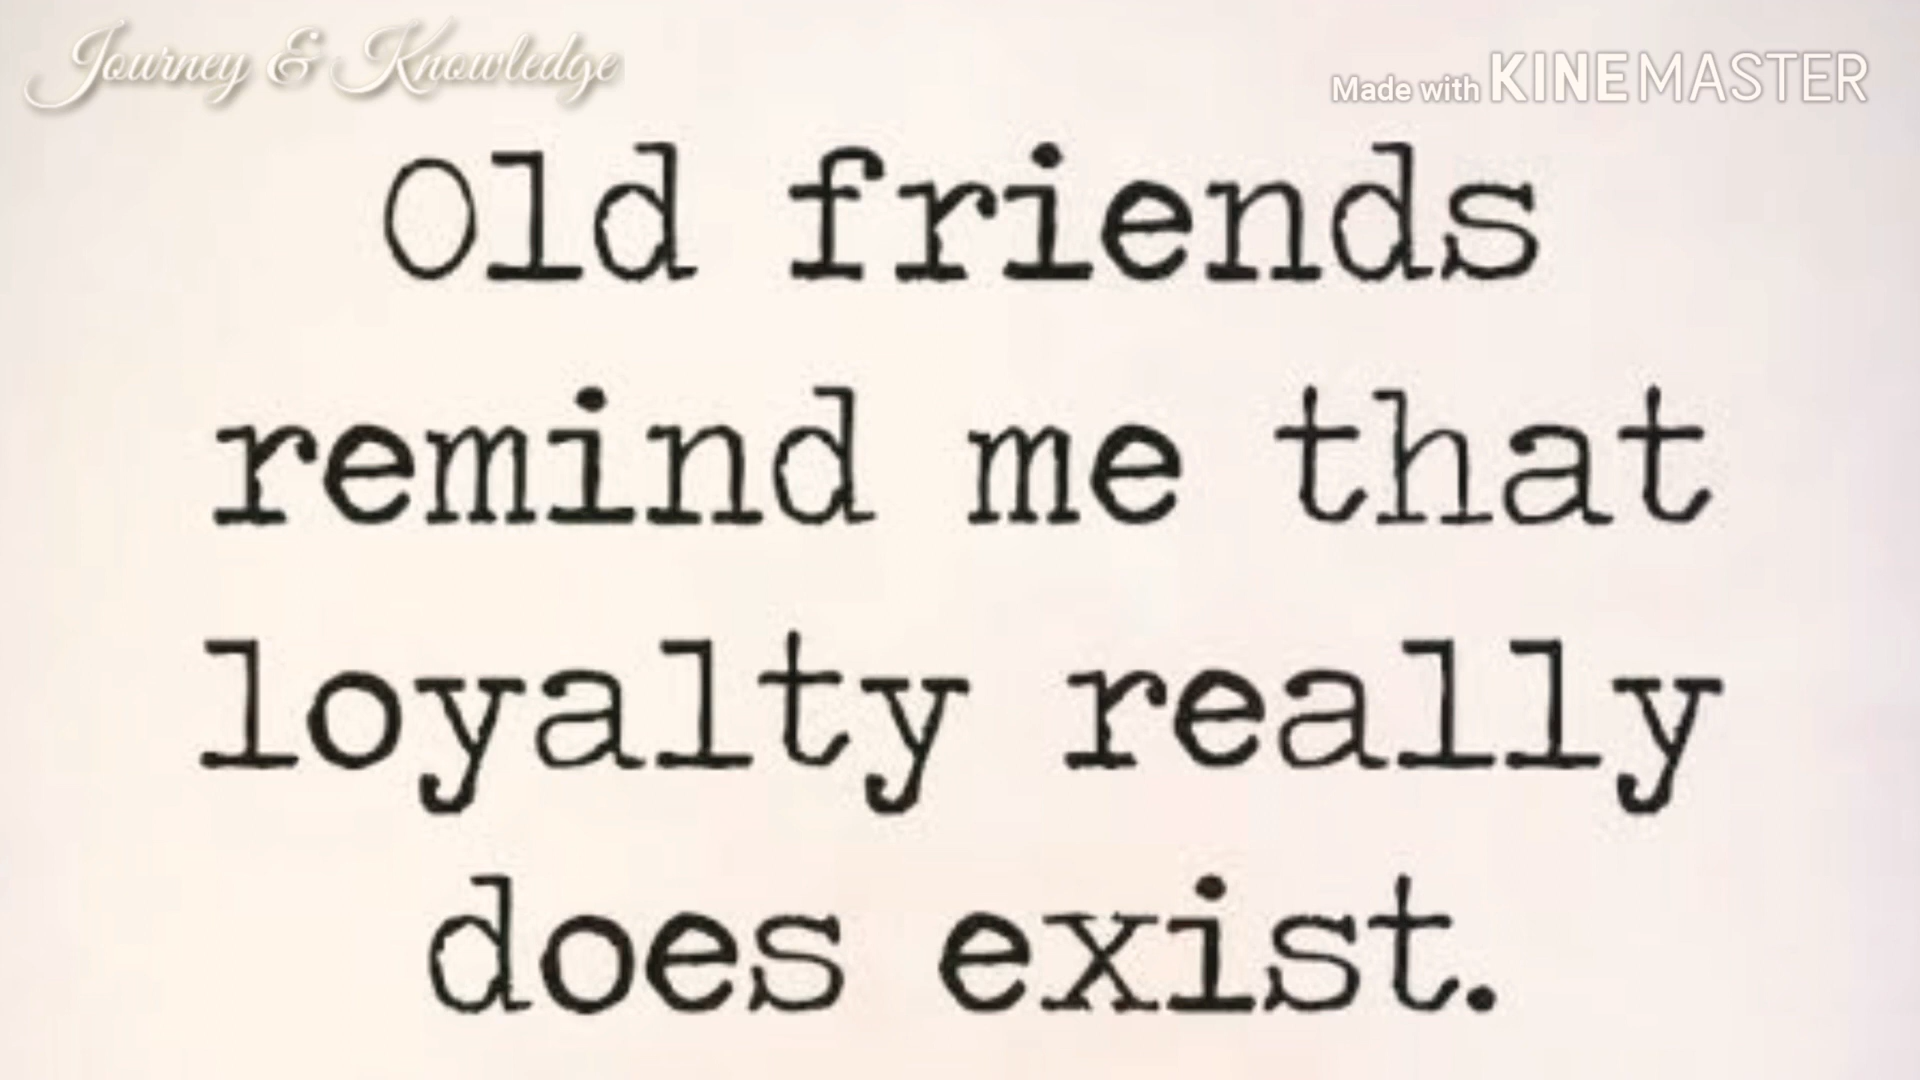 Journey & Knowledge
Made with KINEMASTER
Old friends
remind me that
loyalty really
does exist.